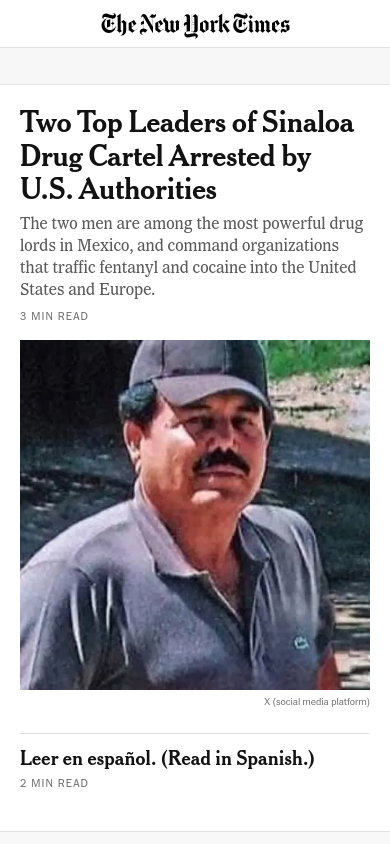 The New York Times
Two Top Leaders of Sinaloa
Drug Cartel Arrested by
U.S. Authorities
The two men are among the most powerful drug
lords in Mexico, and command organizations
that traffic fentanyl and cocaine into the United
States and Europe.
3 MIN READ
X (social media platform)
Leer en español. (Read in Spanish.)
2 MIN READ